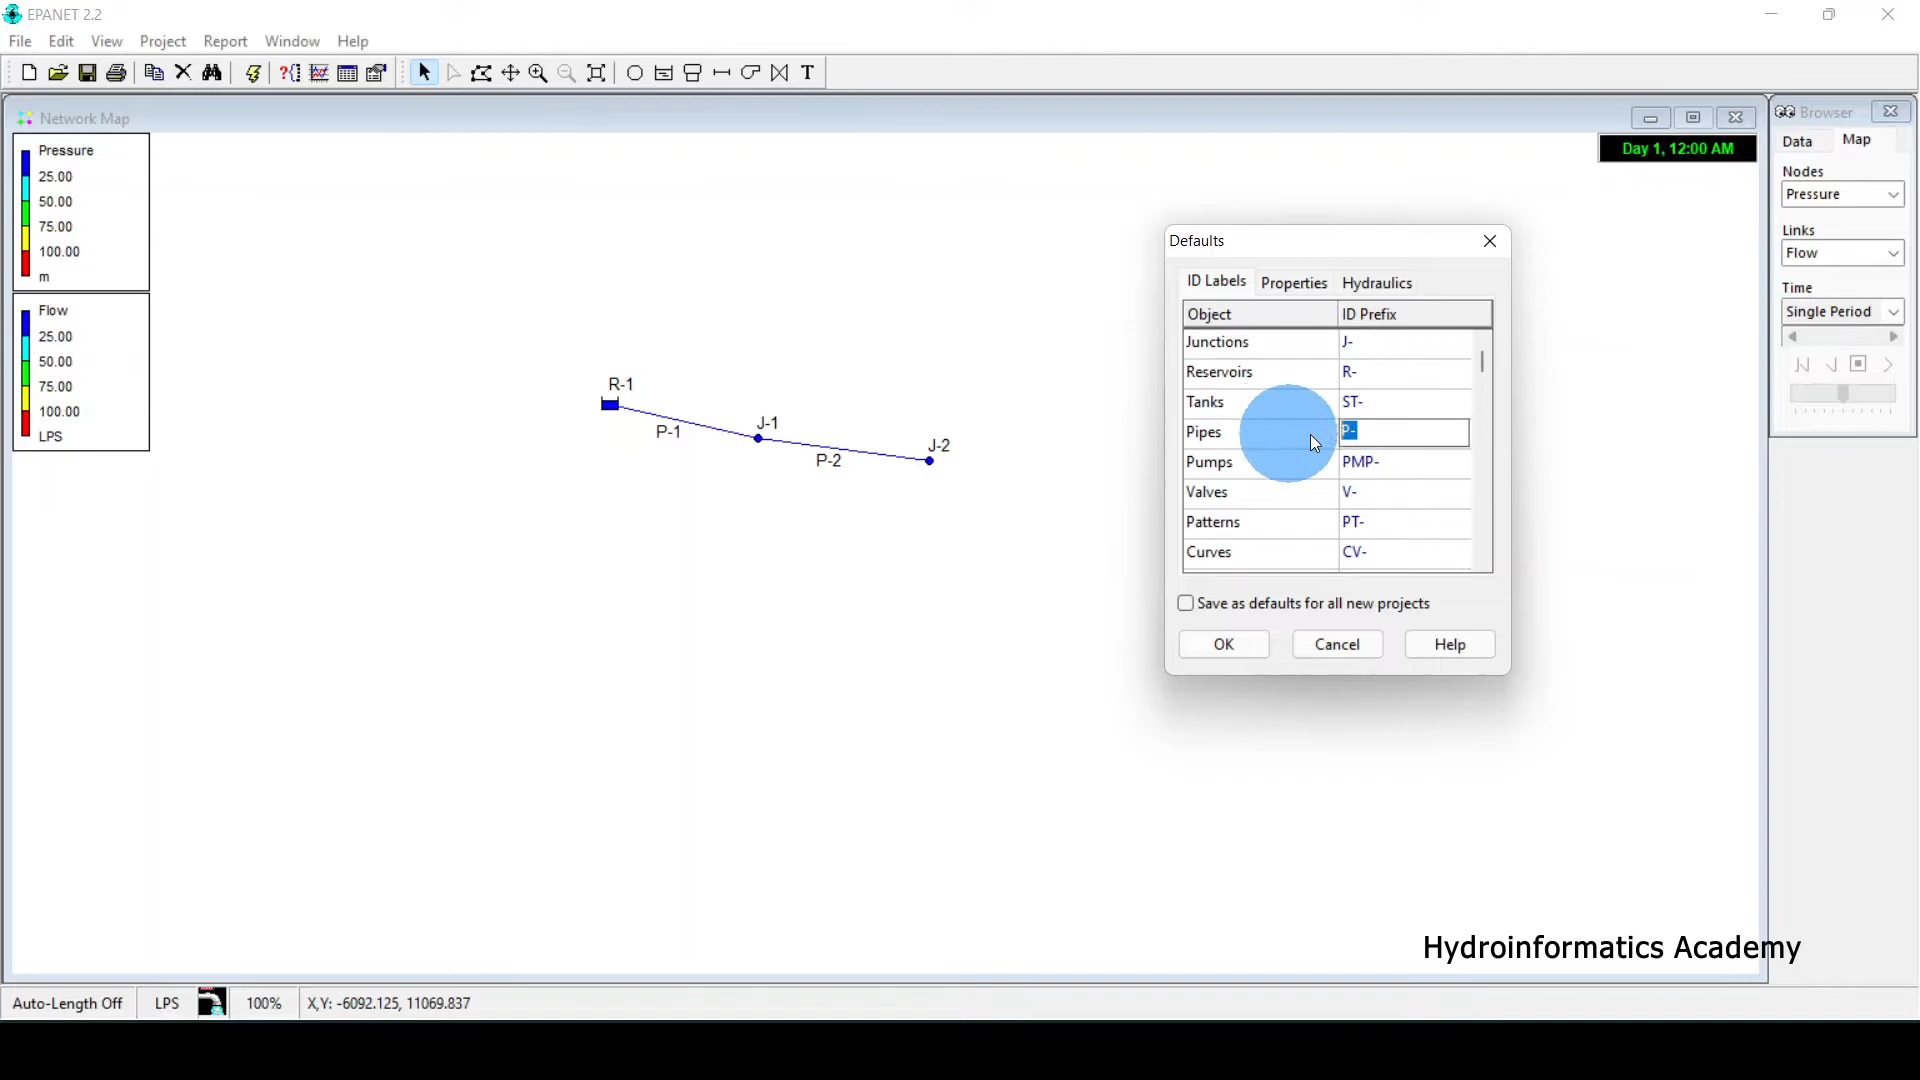 EPANET 2.2
File Edit View Project Report Window Help
T
Network Map
Browser
Day 1, 12:00 AM
Data Map
Pressure
25.00
50.00
75.00
100.00
m
Flow
25.00
50.00
75.00
100.00
LPS
Nodes
Pressure
Links
Flow
Time
Single Period
R-1
P-1
J-1
P-2
J-2
Defaults
ID Labels Properties Hydraulics
Object ID Prefix
Junctions J-
Reservoirs R-
Tanks ST-
Pipes P-
Pumps PMP-
Valves V-
Patterns PT-
Curves CV-
Save as defaults for all new projects
OK Cancel Help
Hydroinformatics Academy
Auto-Length Off LPS 100% X,Y: -6092.125, 11069.837